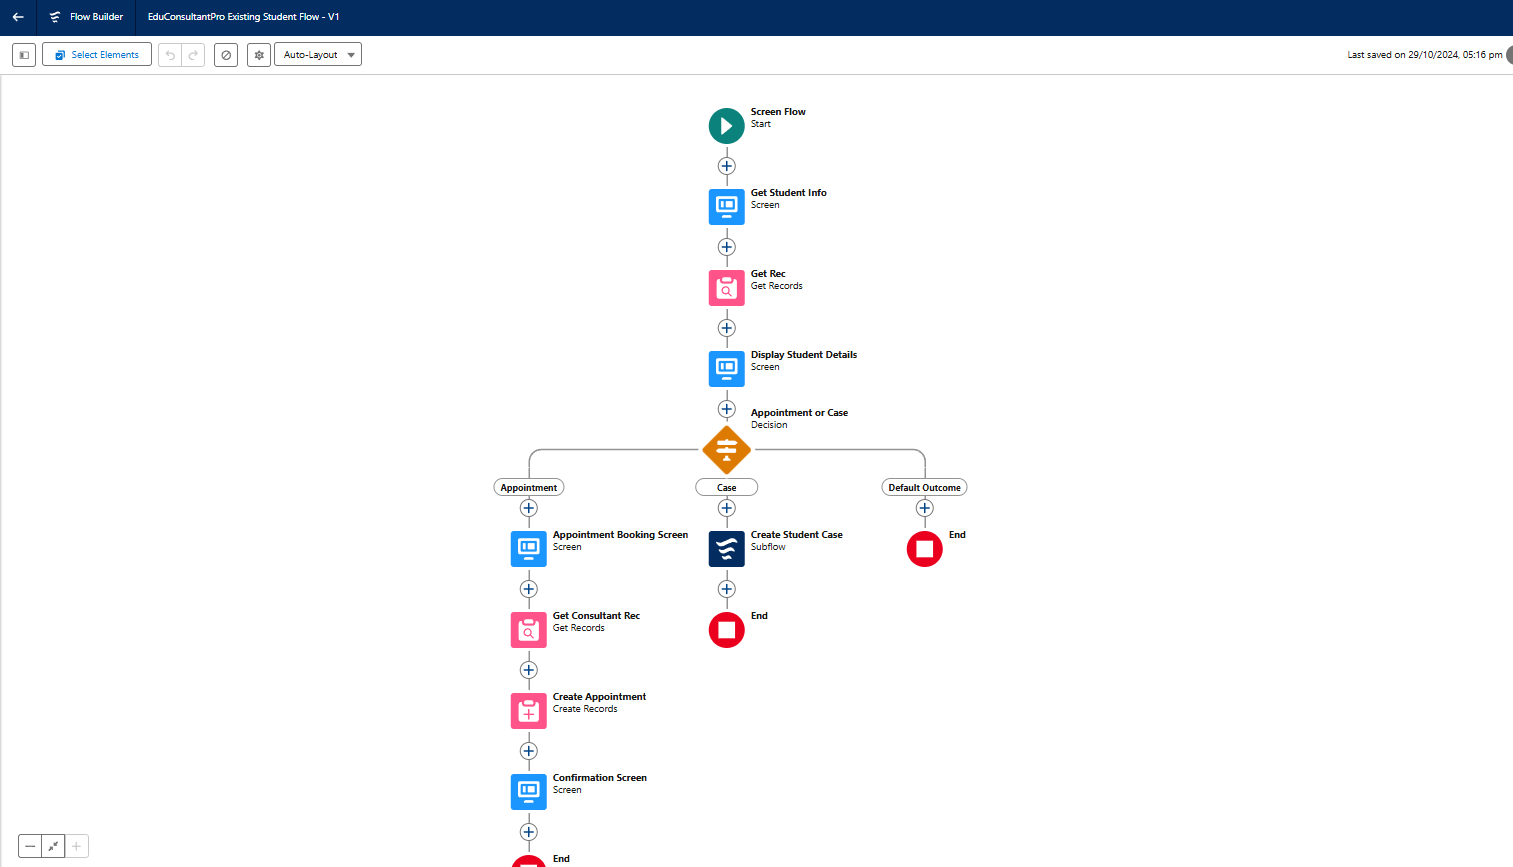 Flow Builder
EduConsultantPro Existing Student Flow - V1
Select Elements
Auto-Layout
Last saved on 29/10/2024, 05:16 pm
Screen Flow
Start
Get Student Info
Screen
Get Rec
Get Records
Display Student Details
Screen
Appointment or Case
Decision
Appointment
Case
Default Outcome
Appointment Booking Screen
Screen
Create Student Case
Subflow
End
Get Consultant Rec
Get Records
End
Create Appointment
Create Records
Confirmation Screen
Screen
End